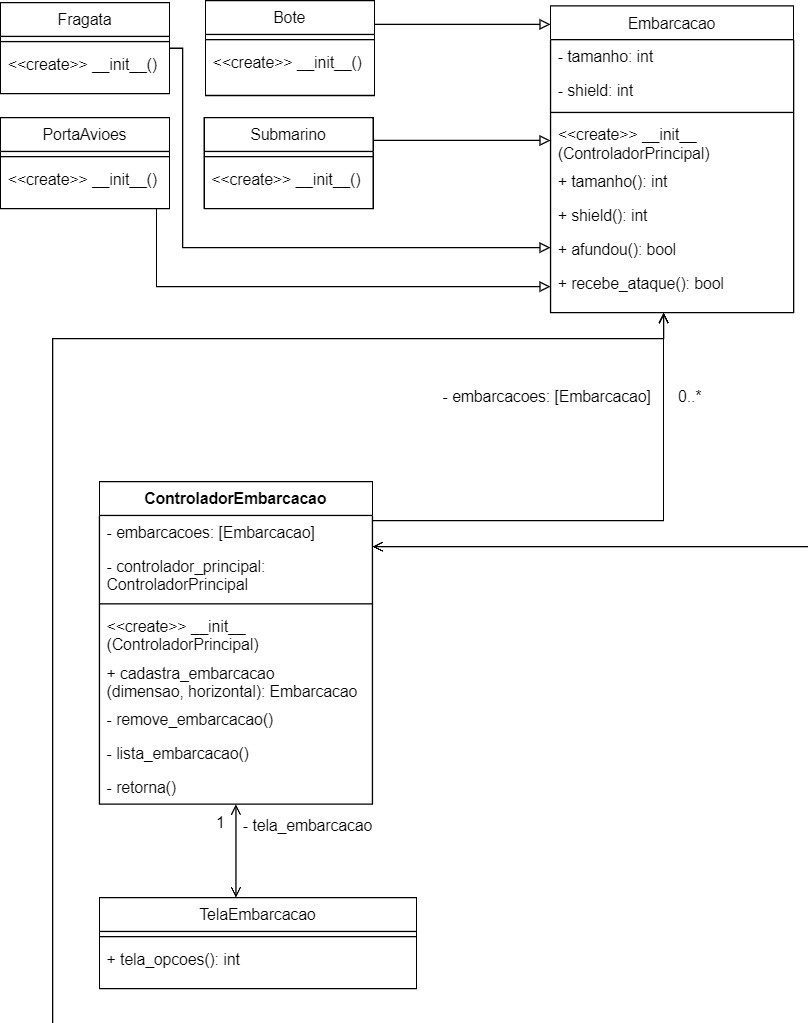 Fragata
<<create>> __init__()
Bote
<<create>> __init__()
PortaAvioes
<<create>> __init__()
Submarino
<<create>> __init__()
Embarcacao
- tamanho: int
- shield: int
<<create>> __init__
(ControladorPrincipal)
+ tamanho(): int
+ shield(): int
+ afundou(): bool
+ recebe_ataque(): bool
- embarcacoes: [Embarcacao]
0..*
ControladorEmbarcacao
- embarcacoes: [Embarcacao]
- controlador_principal:
ControladorPrincipal
<<create>> __init__
(ControladorPrincipal)
+ cadastra_embarcacao
(dimensao, horizontal): Embarcacao
- remove_embarcacao()
- lista_embarcacao()
- retorna()
1
- tela_embarcacao
TelaEmbarcacao
+ tela_opcoes(): int